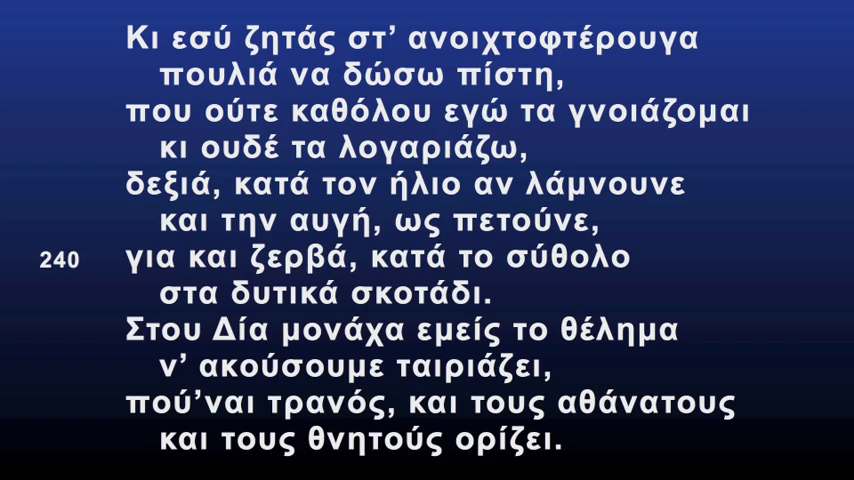 Κι εσύ ζητάς στ’ ανοιχτοφτέρουγα
πουλιά να δώσω πίστη,
που ούτε καθόλου εγώ τα γνοιάζομαι
κι ουδέ τα λογαριάζω,
δεξιά, κατά τον ήλιο αν λάμνουνε
και την αυγή, ως πετούνε,
240 για και ζερβά, κατά το σύθολο
στα δυτικά σκοτάδι.
Στου Δία μονάχα εμείς το θέλημα
ν’ ακούσουμε ταιριάζει,
πού’ναι τρανός, και τους αθάνατους
και τους θνητούς ορίζει.